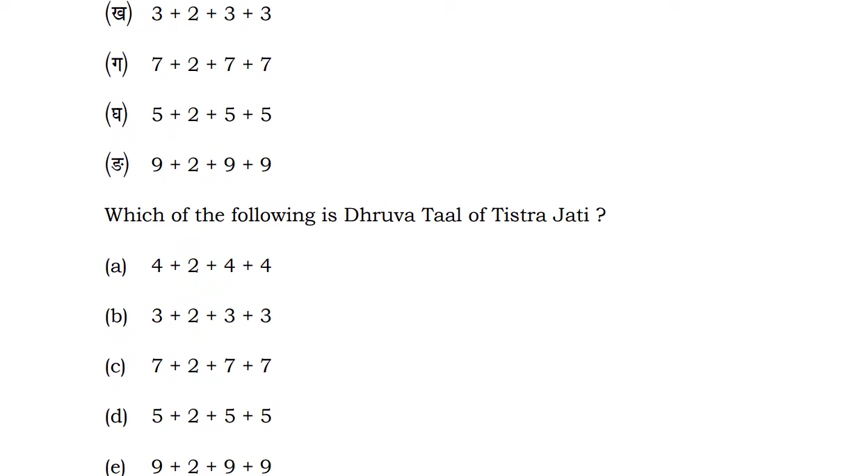 (ख) 3 + 2 + 3 + 3
(ग) 7 + 2 + 7 + 7
(घ) 5 + 2 + 5 + 5
(ङ) 9 + 2 + 9 + 9
Which of the following is Dhruva Taal of Tistra Jati ?
(a) 4 + 2 + 4 + 4
(b) 3 + 2 + 3 + 3
(c) 7 + 2 + 7 + 7
(d) 5 + 2 + 5 + 5
(e) 9 + 2 + 9 + 9